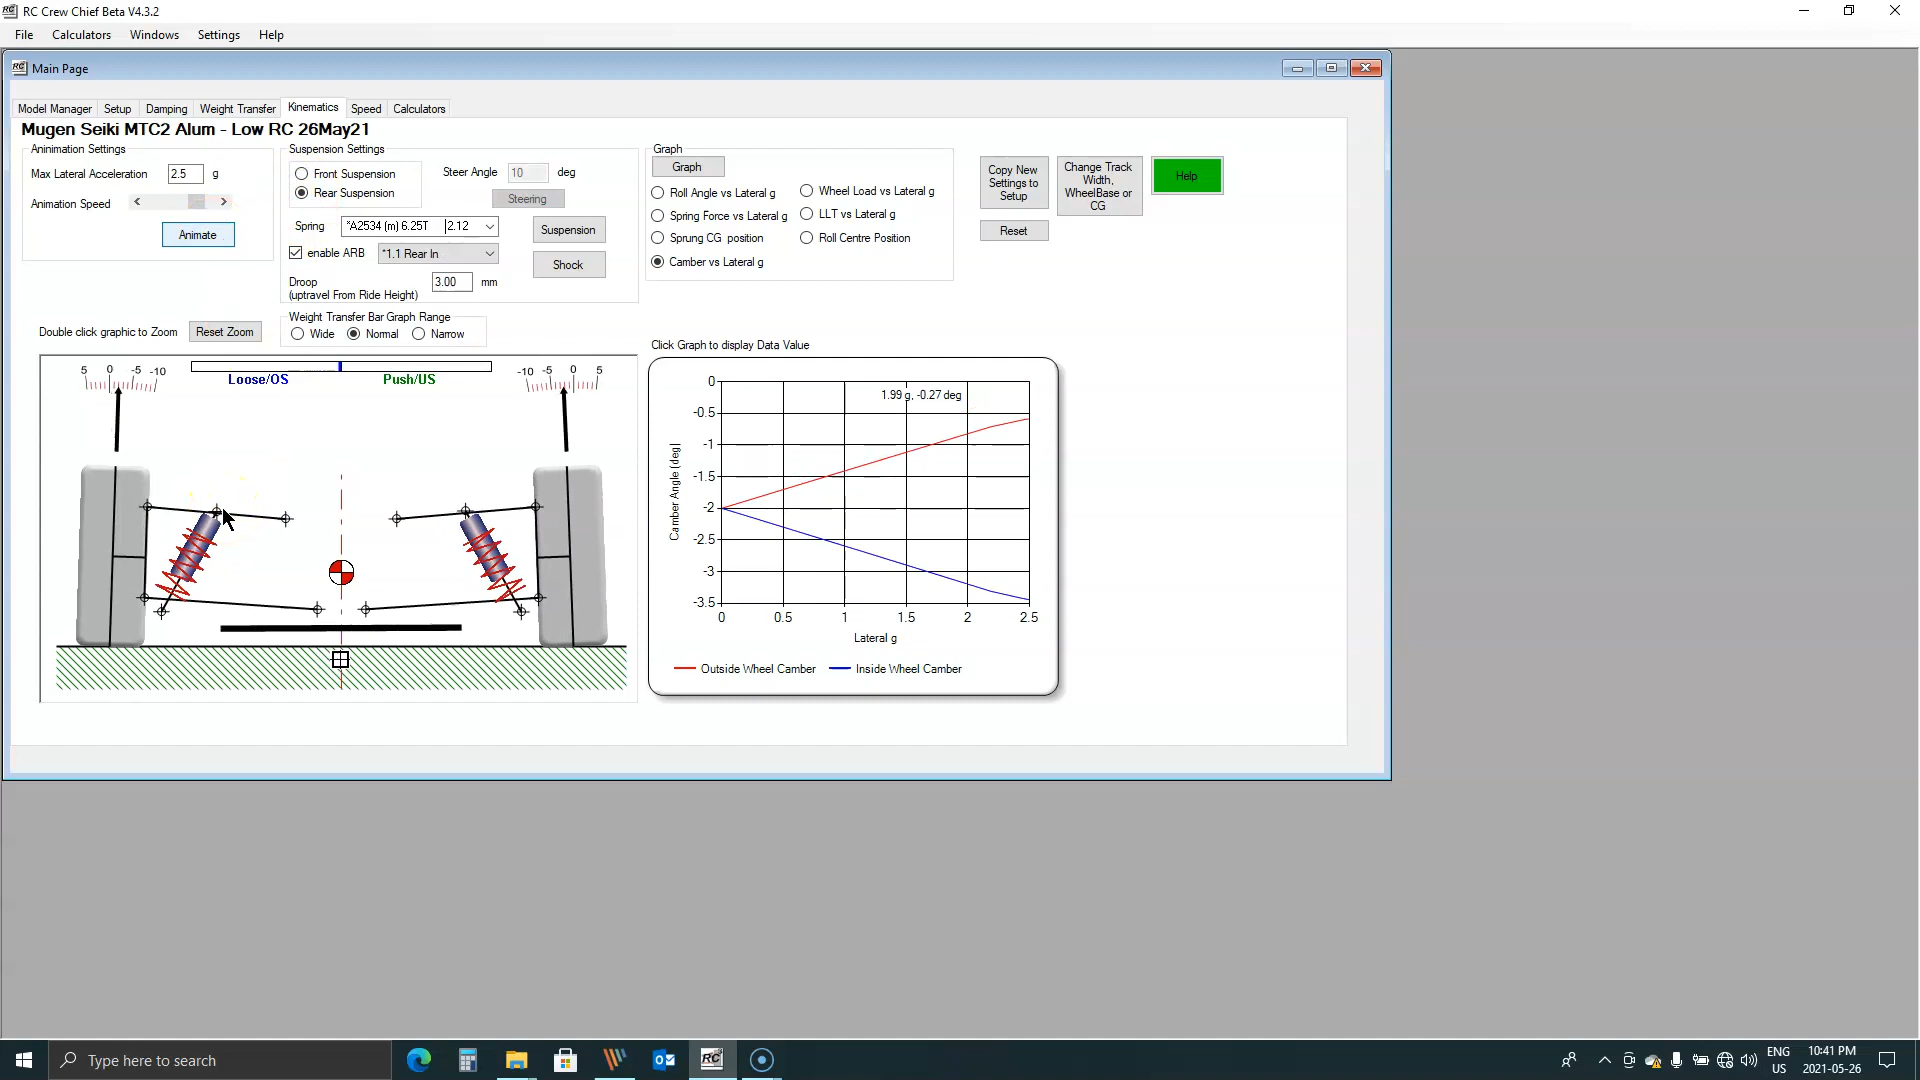 RC Crew Chief Beta V4.3.2
File Calculators Windows Settings Help
Main Page
Model Manager Setup Damping Weight Transfer Kinematics Speed Calculators
Mugen Seiki MTC2 Alum - Low RC 26May21
Aninimation Settings
Max Lateral Acceleration 2.5 g
Animation Speed
Animate
Suspension Settings
Front Suspension
Rear Suspension
Steer Angle 10 deg
Steering
Spring *A2534 (m) 6.25T |2.12
Suspension
enable ARB *1.1 Rear In
Shock
Droop
(uptravel From Ride Height) 3.00 mm
Graph
Graph
Roll Angle vs Lateral g
Wheel Load vs Lateral g
Spring Force vs Lateral g
LLT vs Lateral g
Sprung CG position
Roll Centre Position
Camber vs Lateral g
Copy New
Settings to
Setup
Change Track
Width,
WheelBase or
CG
Help
Reset
Double click graphic to Zoom Reset Zoom
Weight Transfer Bar Graph Range
Wide Normal Narrow
5 0 -5 -10
Loose/OS Push/US
-10 -5 0 5
Click Graph to display Data Value
1.99 g, -0.27 deg
0
-0.5
-1
-1.5
-2
-2.5
-3
-3.5
Camber Angle (deg)
0 0.5 1 1.5 2 2.5
Lateral g
Outside Wheel Camber Inside Wheel Camber
Type here to search
RC
ENG
US
10:41 PM
2021-05-26